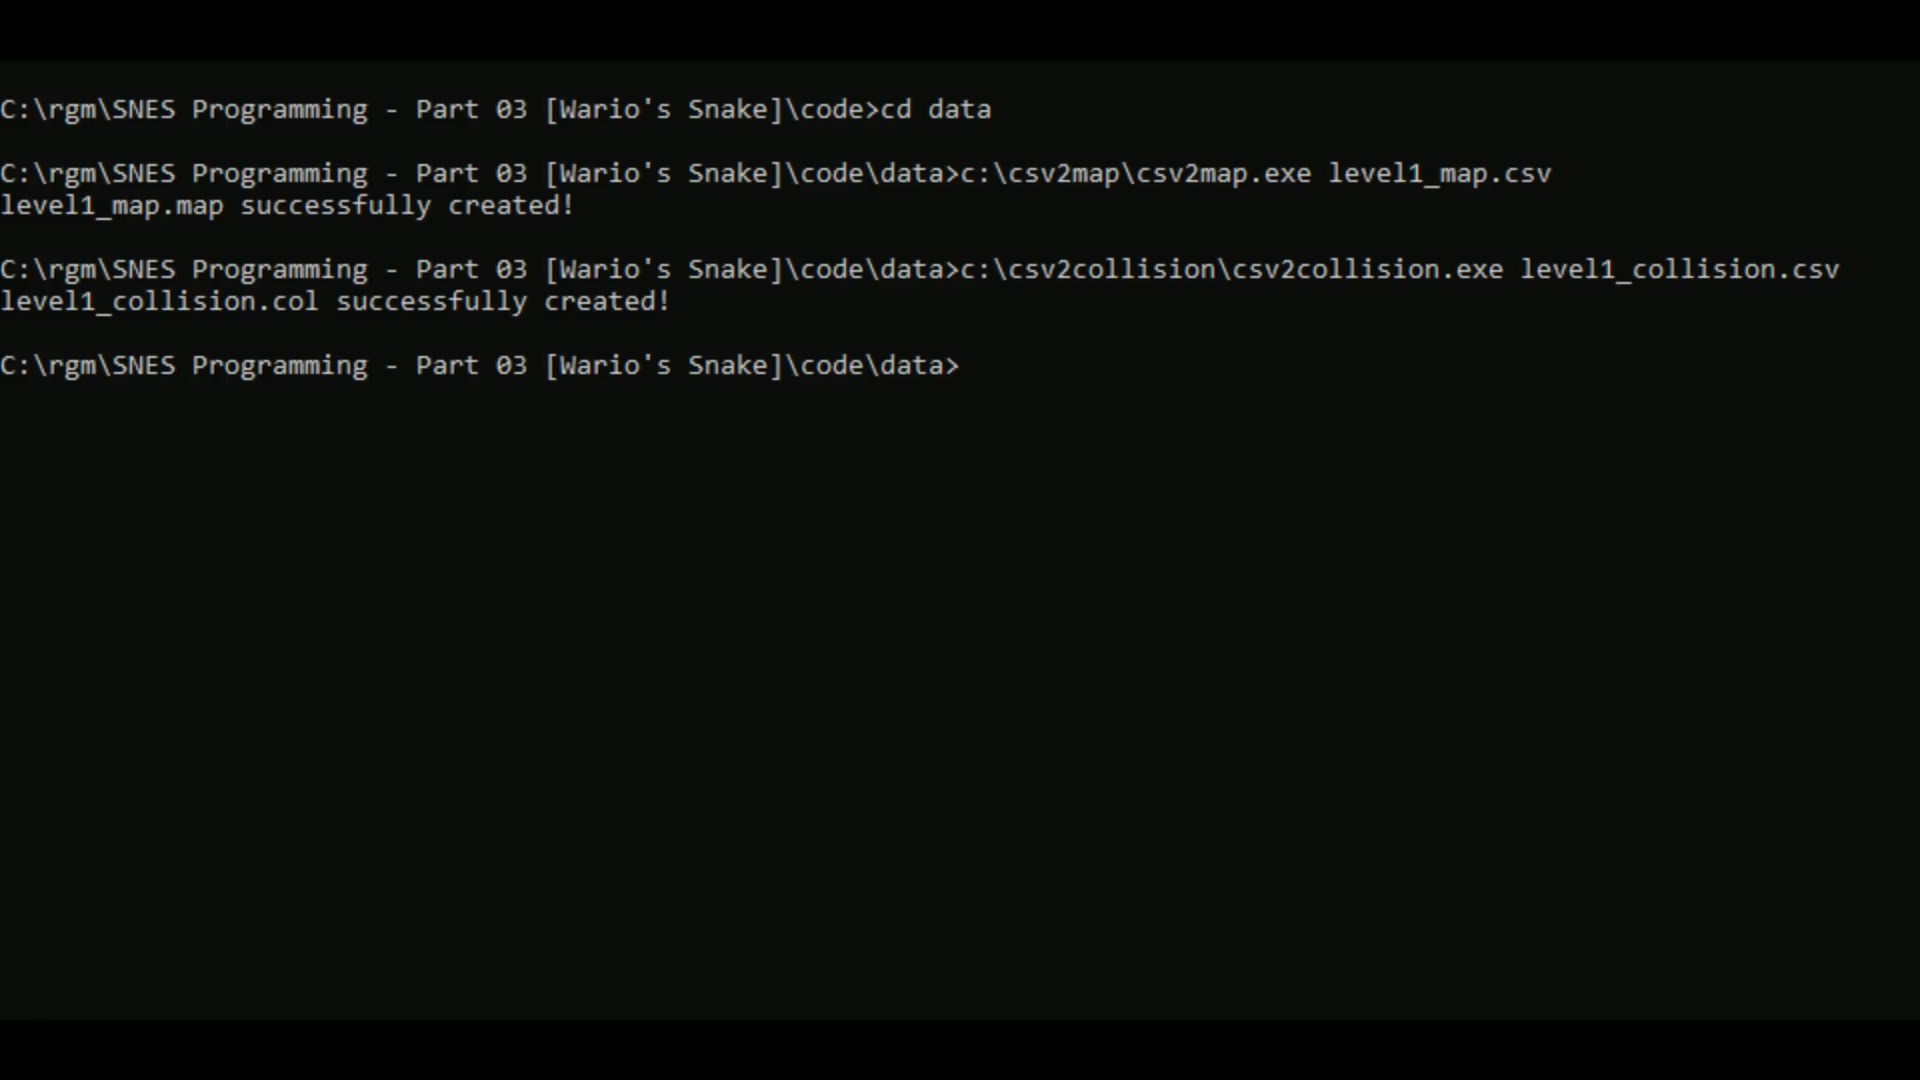 C:\rgm\SNES Programming - Part 03 [Wario's Snake]\code>cd data
C:\rgm\SNES Programming - Part 03 [Wario's Snake]\code\data>c:\csv2map\csv2map.exe level1_map.csv
level1_map.map successfully created!
C:\rgm\SNES Programming - Part 03 [Wario's Snake]\code\data>c:\csv2collision\csv2collision.exe level1_collision.csv
level1_collision.col successfully created!
C:\rgm\SNES Programming - Part 03 [Wario's Snake]\code\data>